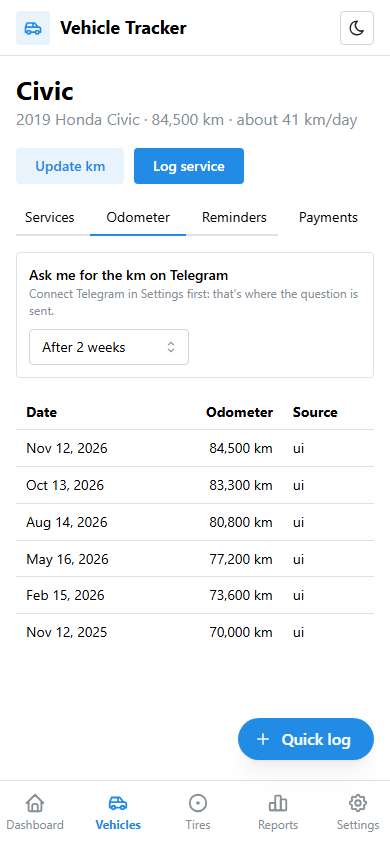 Vehicle Tracker
Civic
2019 Honda Civic · 84,500 km · about 41 km/day
Update km
Log service
Services
Odometer
Reminders
Payments
Ask me for the km on Telegram
Connect Telegram in Settings first: that's where the question is
sent.
After 2 weeks
Date Odometer Source
Nov 12, 2026 84,500 km ui
Oct 13, 2026 83,300 km ui
Aug 14, 2026 80,800 km ui
May 16, 2026 77,200 km ui
Feb 15, 2026 73,600 km ui
Nov 12, 2025 70,000 km ui
+ Quick log
Dashboard
Vehicles
Tires
Reports
Settings